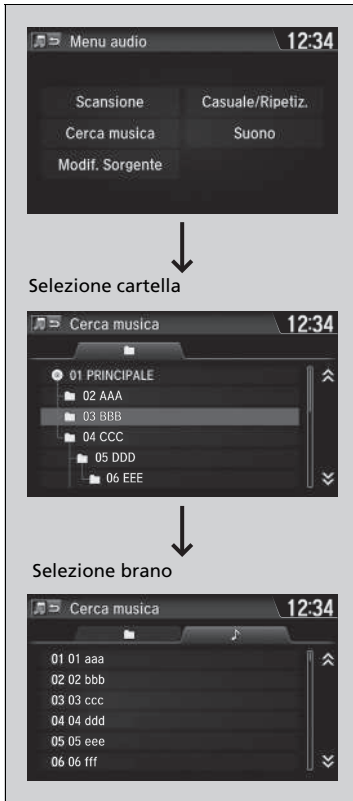 Menu audio 12:34
Scansione Casuale/Ripetiz.
Cerca musica Suono
Modif. Sorgente
Selezione cartella
Cerca musica 12:34
01 PRINCIPALE
02 AAA
03 BBB
04 CCC
05 DDD
06 EEE
Selezione brano
Cerca musica 12:34
01 01 aaa
02 02 bbb
03 03 ccc
04 04 ddd
05 05 eee
06 06 fff